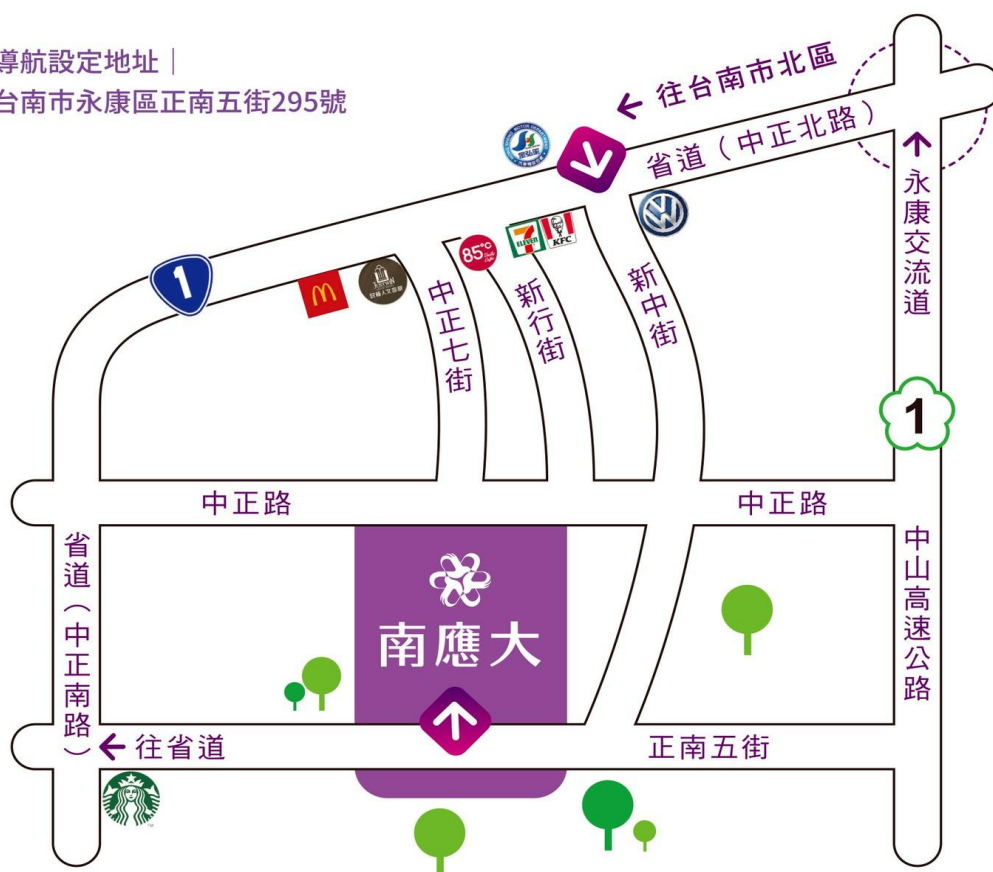 導航設定地址｜
台南市永康區正南五街295號
往台南市北區
省道（中正北路）
永康交流道
1
85°C
7
ELEVEN
KFC
中正七街
新行街
新中街
1
中正路
中正路
省道（中正南路）
南應大
中山高速公路
往省道
正南五街